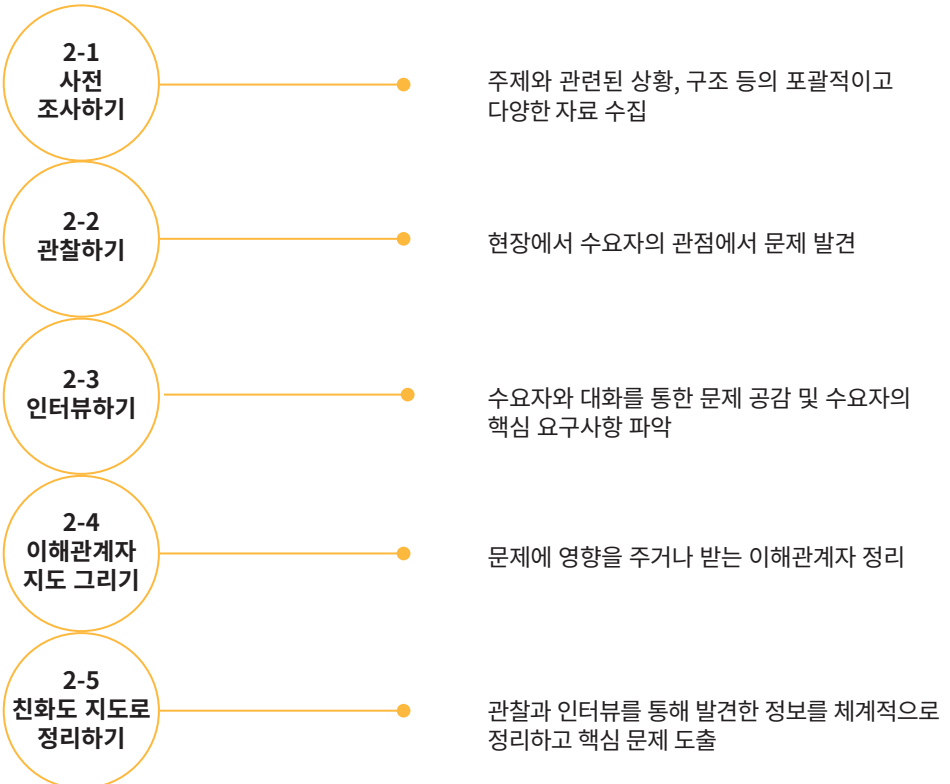 2-1
사전
조사하기
주제와 관련된 상황, 구조 등의 포괄적이고
다양한 자료 수집
2-2
관찰하기
현장에서 수요자의 관점에서 문제 발견
2-3
인터뷰하기
수요자와 대화를 통한 문제 공감 및 수요자의
핵심 요구사항 파악
2-4
이해관계자
지도 그리기
문제에 영향을 주거나 받는 이해관계자 정리
2-5
친화도 지도로
정리하기
관찰과 인터뷰를 통해 발견한 정보를 체계적으로
정리하고 핵심 문제 도출